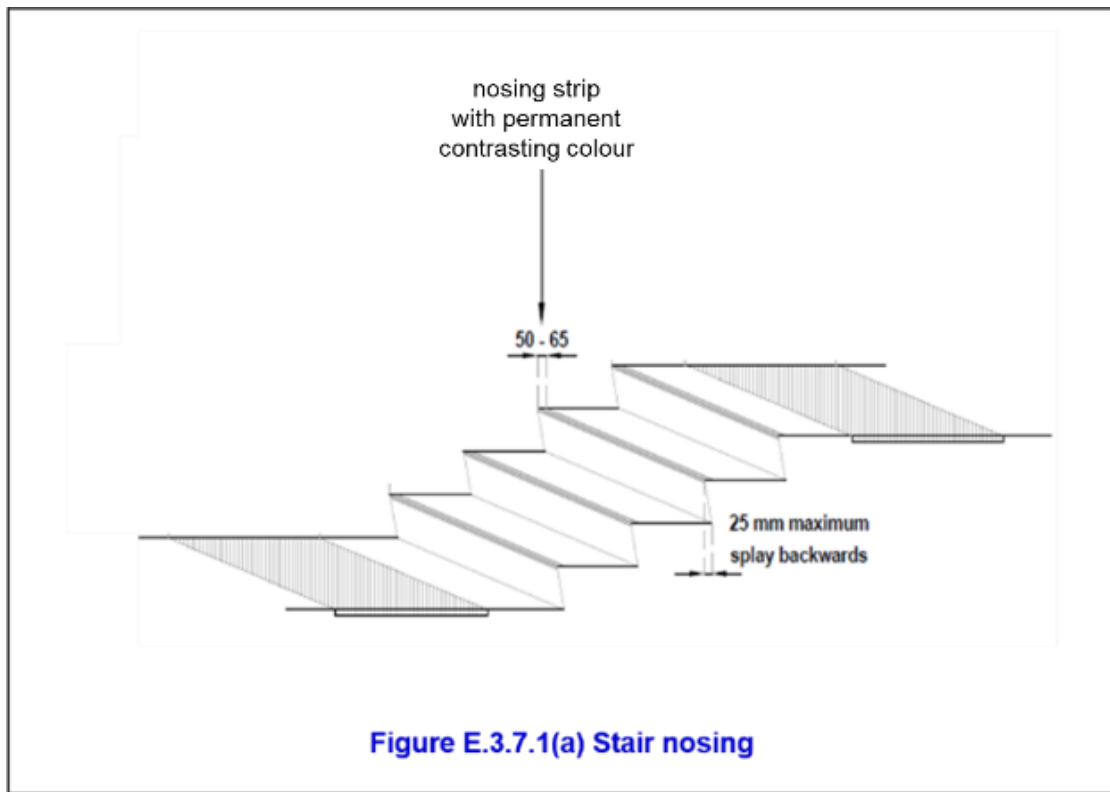 nosing strip
with permanent
contrasting colour
50 - 65
25 mm maximum
splay backwards
Figure E.3.7.1(a) Stair nosing